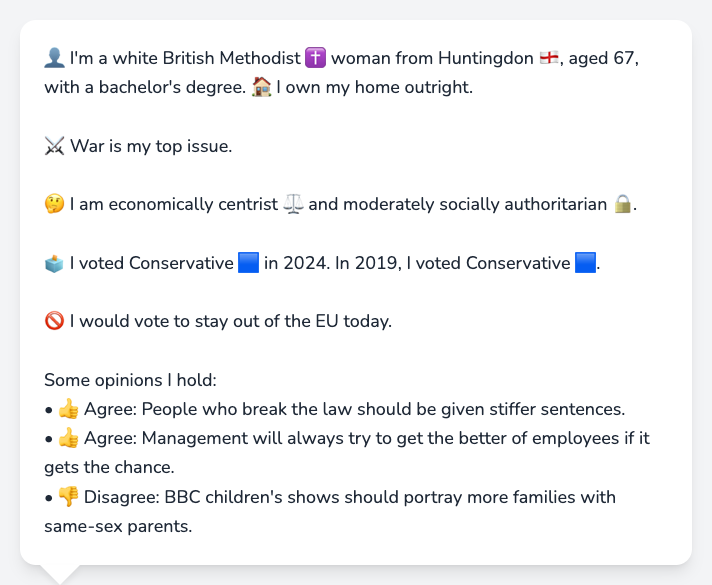 👤 I'm a white British Methodist ✝️ woman from Huntingdon 🏴󠁧󠁢󠁥󠁮󠁧󠁿, aged 67,
with a bachelor's degree. 🏠 I own my home outright.
⚔️ War is my top issue.
🤔 I am economically centrist ⚖️ and moderately socially authoritarian 🔒.
🗳️ I voted Conservative 🟦 in 2024. In 2019, I voted Conservative 🟦.
🚫 I would vote to stay out of the EU today.
Some opinions I hold:
• 👍 Agree: People who break the law should be given stiffer sentences.
• 👍 Agree: Management will always try to get the better of employees if it
gets the chance.
• 👎 Disagree: BBC children's shows should portray more families with
same-sex parents.